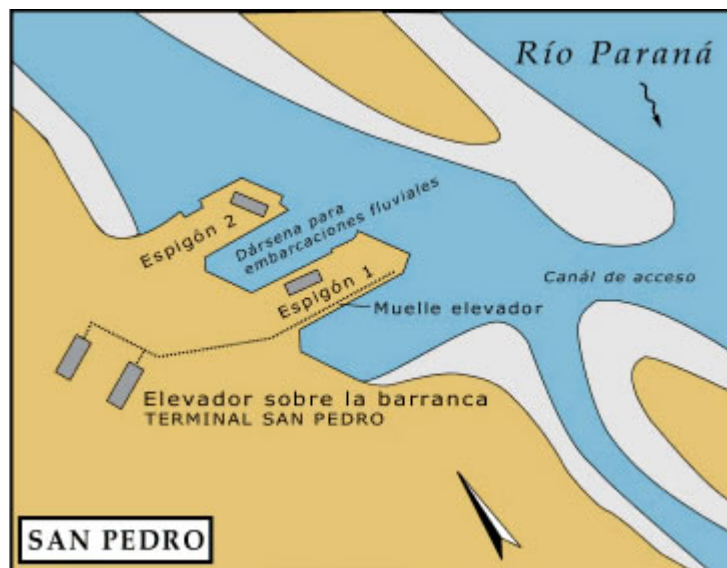 Río Paraná
Espigón 2
Dársena para
embarcaciones fluviales
Espigón 1
Canál de acceso
Muelle elevador
Elevador sobre la barranca
TERMINAL SAN PEDRO
SAN PEDRO